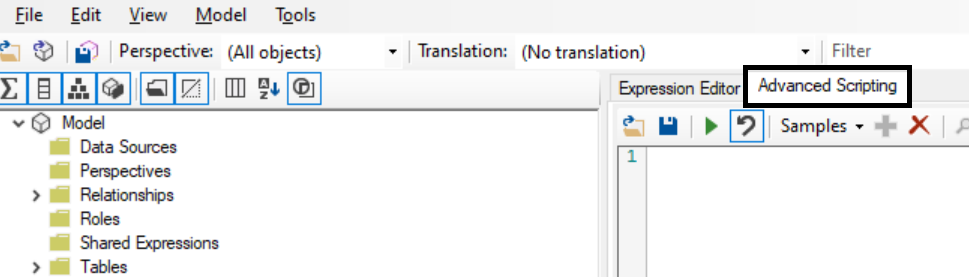 File Edit View Model Tools
Perspective: (All objects) Translation: (No translation) Filter
Expression Editor Advanced Scripting
Samples
Model
1
Data Sources
Perspectives
Relationships
Roles
Shared Expressions
Tables